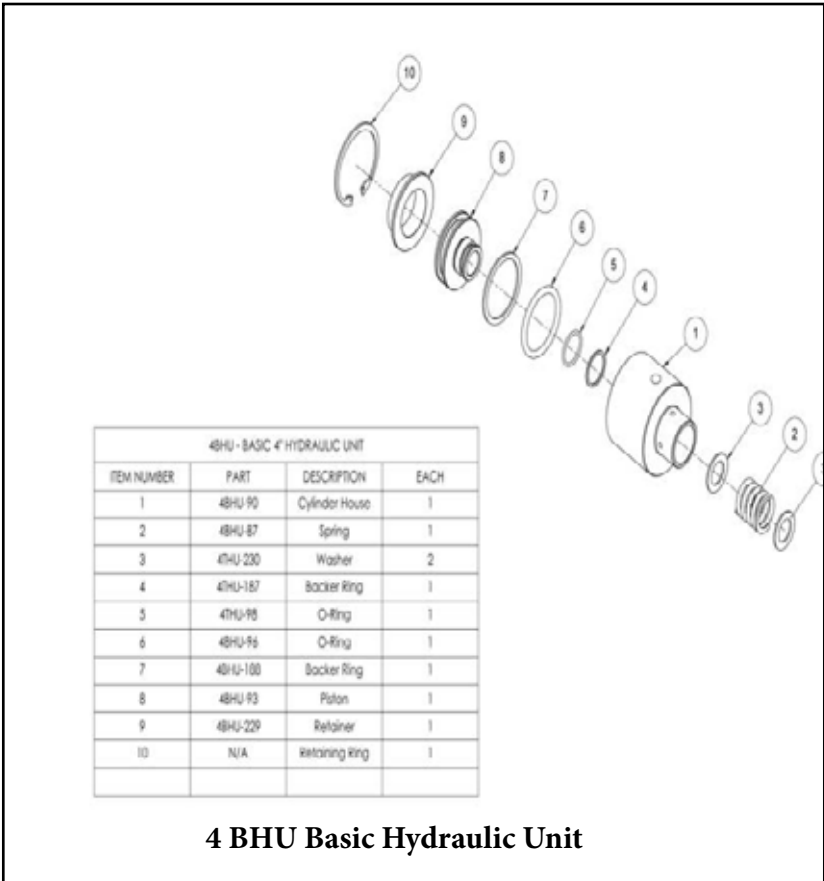 10
9
8
7
6
5
4
1
3
2
4BHU - BASIC 4" HYDRAULIC UNIT
ITEM NUMBER PART DESCRIPTION EACH
1 4BHU-90 Cylinder House 1
2 4BHU-87 Spring 1
3 4THU-230 Washer 2
4 4THU-187 Backer Ring 1
5 4THU-98 O-Ring 1
6 4BHU-96 O-Ring 1
7 4BHU-188 Backer Ring 1
8 4BHU-93 Piston 1
9 4BHU-229 Retainer 1
10 N/A Retaining Ring 1
4 BHU Basic Hydraulic Unit